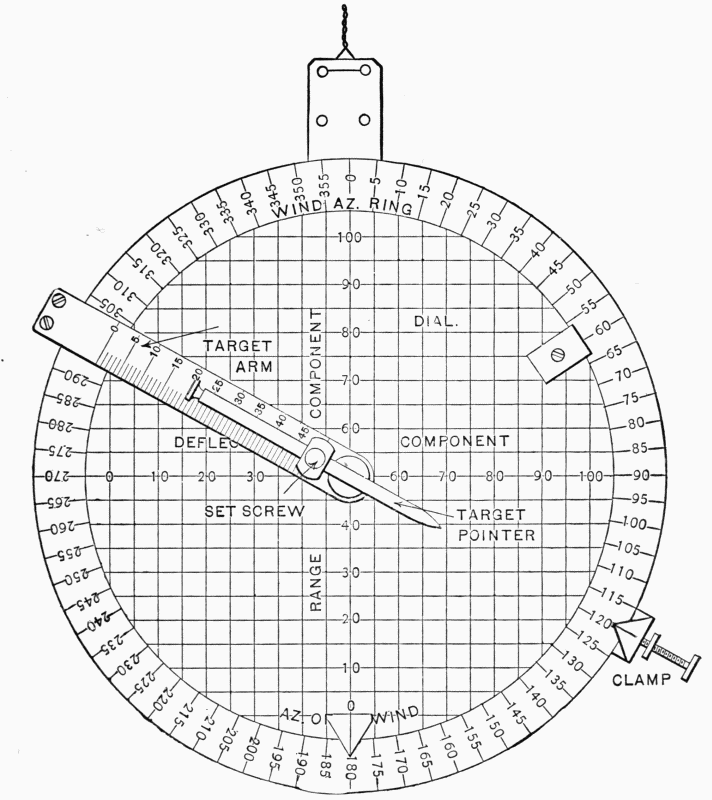 WIND AZ. RING
0 5 10 15 20 25 30 35 40 45 50 55 60 65 70 75 80 85 90 95 100 105 110 115 120 125 130 135 140 145 150 155 160 165 170 175 180 185 190 195 200 205 210 215 220 225 230 235 240 245 250 255 260 265 270 275 280 285 290 305 310 315 320 325 330 335 340 345 350 355
100
90
80
70
60
40
30
20
10
0
DIAL.
COMPONENT
TARGET
ARM
0 5 10 15 20 25 30 35 40 45
DEFLEC
COMPONENT
0 10 20 30 60 70 80 90 100
SET SCREW
TARGET
POINTER
RANGE
CLAMP
AZ. O
WIND